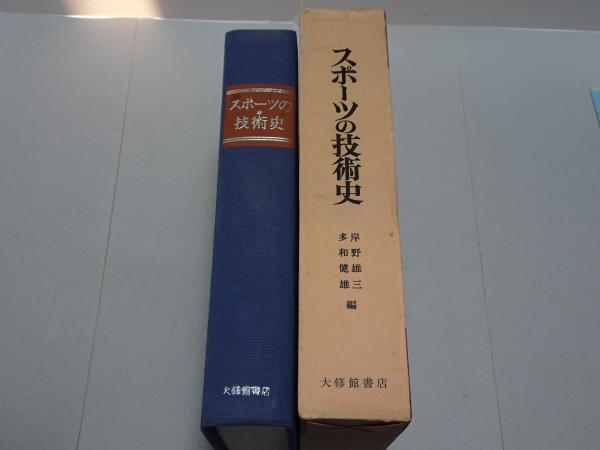 スポーツの
技術史
大修館書店
スポーツの技術史
岸野雄三
多和健雄
編
大修館書店